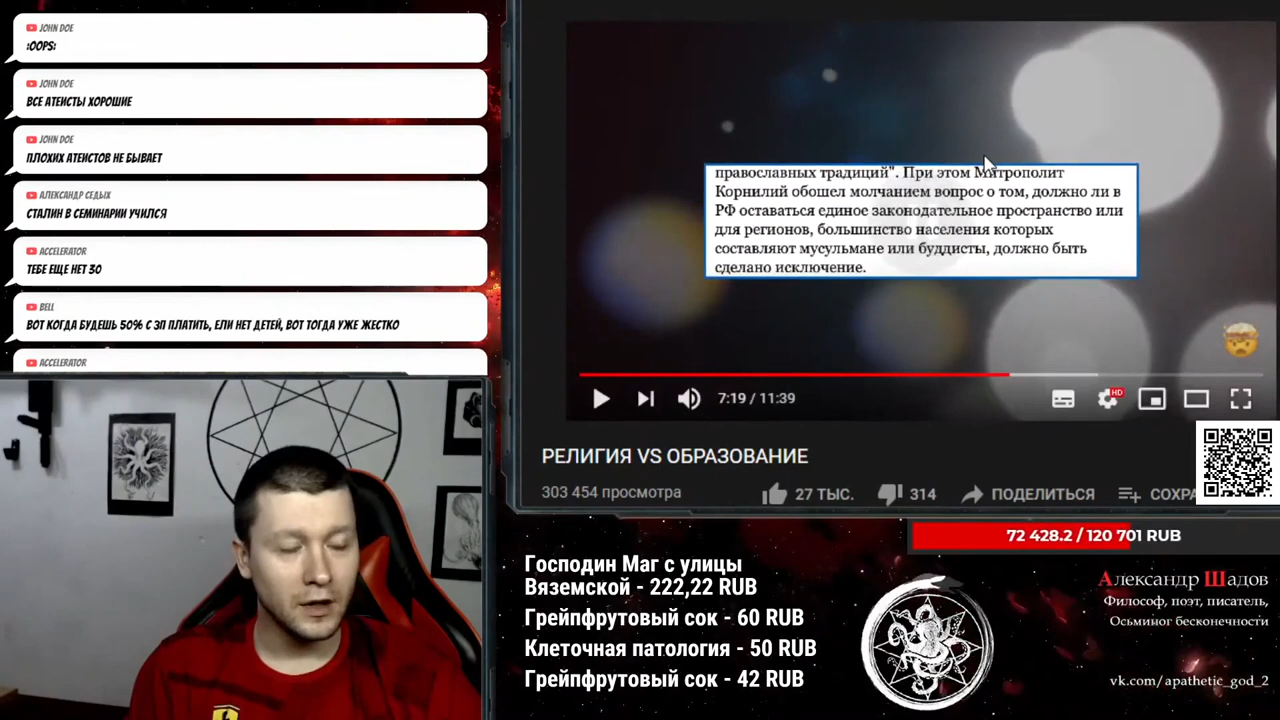 JOHN DOE
:OOPS:
JOHN DOE
ВСЕ АТЕИСТЫ ХОРОШИЕ
JOHN DOE
ПЛОХИХ АТЕИСТОВ НЕ БЫВАЕТ
АЛЕКСАНДР СЕДЫХ
СТАЛИН В СЕМИНАРИИ УЧИЛСЯ
ACCELERATOR
ТЕБЕ ЕЩЕ НЕТ 30
BELL
ВОТ КОГДА БУДЕШЬ 50% С ЗП ПЛАТИТЬ, ЕЛИ НЕТ ДЕТЕЙ, ВОТ ТОГДА УЖЕ ЖЕСТКО
ACCELERATOR
православных традиций". При этом Митрополит
Корнилий обошел молчанием вопрос о том, должно ли в
РФ оставаться единое законодательное пространство или
для регионов, большинство населения которых
составляют мусульмане или буддисты, должно быть
сделано исключение.
7:19 / 11:39
HD
РЕЛИГИЯ VS ОБРАЗОВАНИЕ
303 454 просмотра
27 ТЫС.
314
ПОДЕЛИТЬСЯ
СОХРА
72 428.2 / 120 701 RUB
Господин Маг с улицы
Вяземской - 222,22 RUB
Грейпфрутовый сок - 60 RUB
Клеточная патология - 50 RUB
Грейпфрутовый сок - 42 RUB
Александр Шадов
Философ, поэт, писатель,
Осьминог бесконечности
vk.com/apathetic_god_2